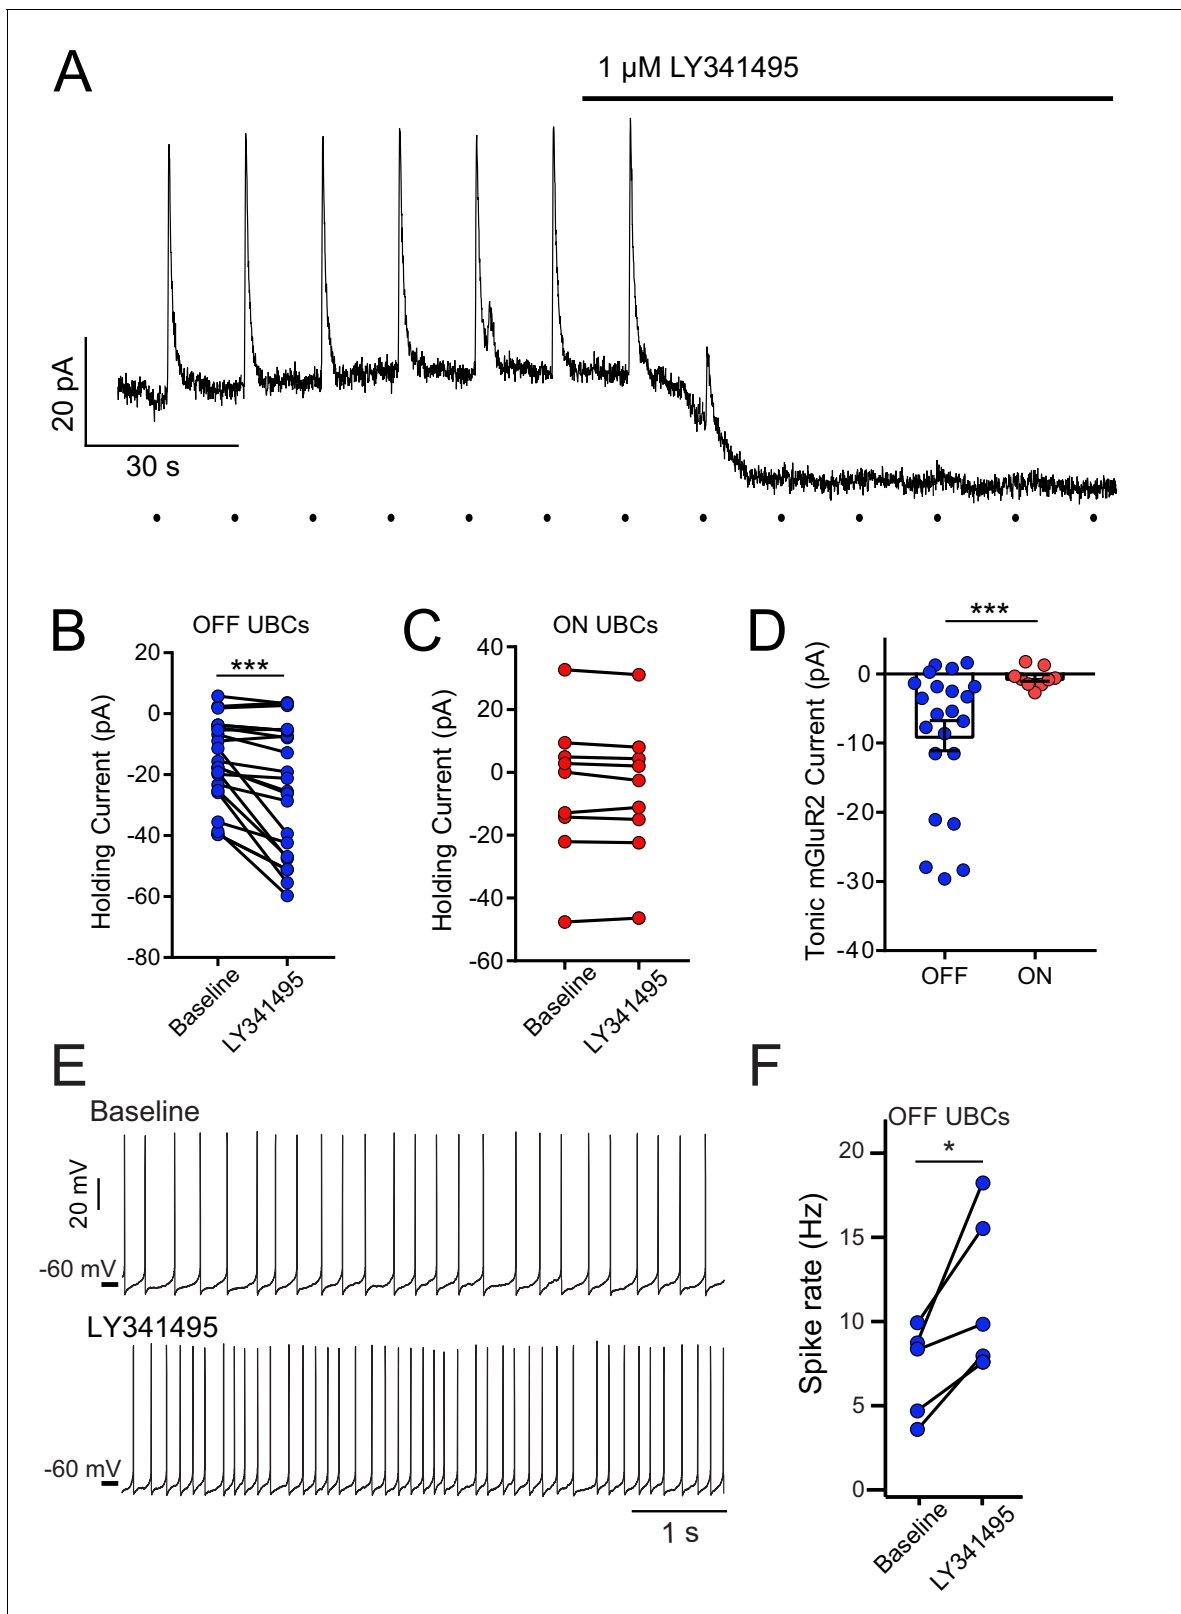 A
1 µM LY341495
20 pA
30 s
B
OFF UBCs
***
Holding Current (pA)
20
0
-20
-40
-60
-80
Baseline
LY341495
C
ON UBCs
Holding Current (pA)
40
20
0
-20
-40
-60
Baseline
LY341495
D
***
Tonic mGluR2 Current (pA)
0
-10
-20
-30
-40
OFF
ON
E
Baseline
20 mV
-60 mV
LY341495
-60 mV
1 s
F
OFF UBCs
*
Spike rate (Hz)
20
15
10
5
0
Baseline
LY341495